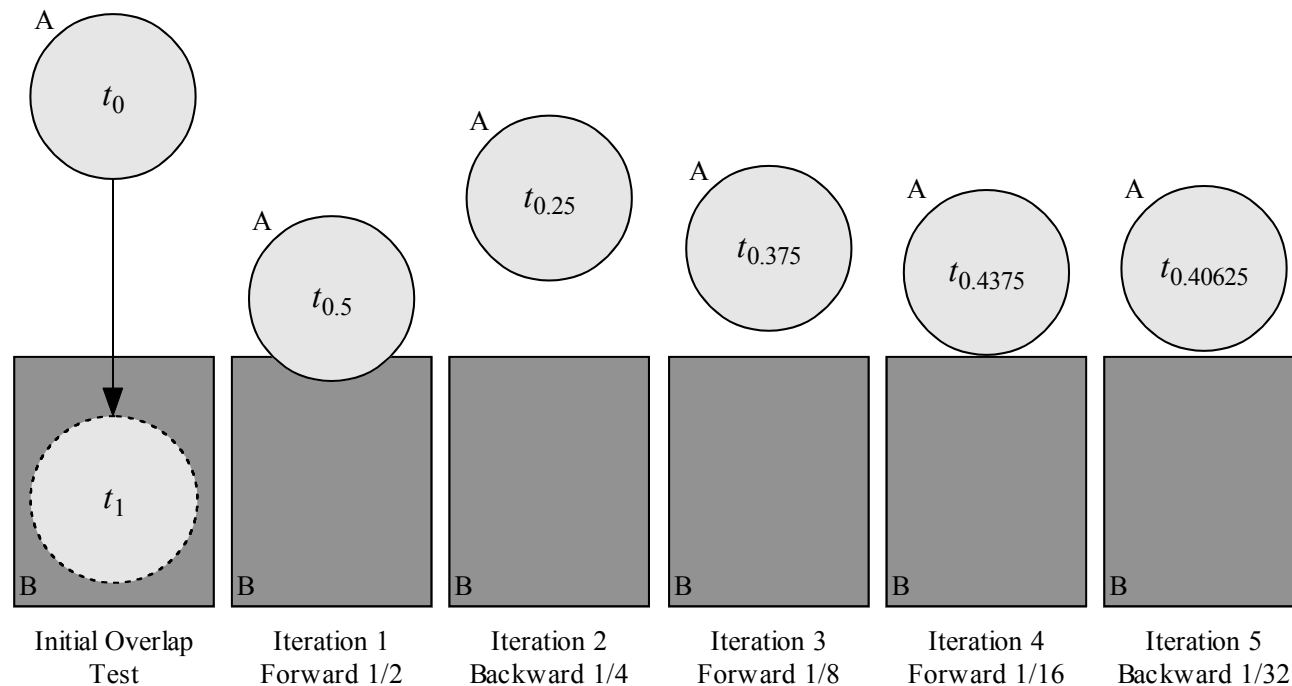 A
t0
t1
B
Initial Overlap
Test
A
t0.5
B
Iteration 1
Forward 1/2
A
t0.25
B
Iteration 2
Backward 1/4
A
t0.375
B
Iteration 3
Forward 1/8
A
t0.4375
B
Iteration 4
Forward 1/16
A
t0.40625
B
Iteration 5
Backward 1/32